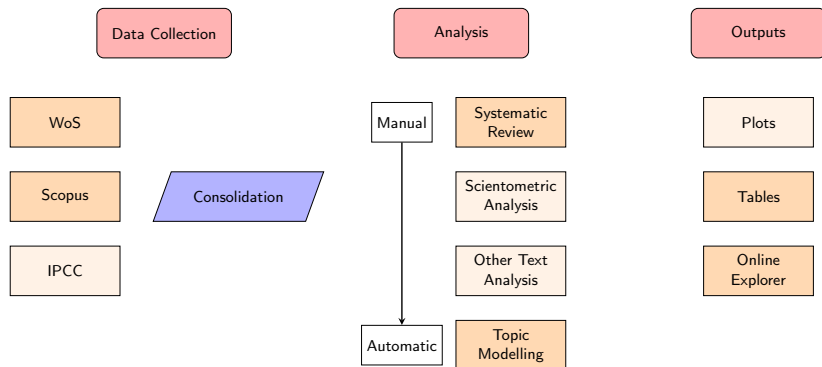 Data Collection
Analysis
Outputs
WoS
Scopus
IPCC
Consolidation
Manual
Automatic
Systematic
Review
Scientometric
Analysis
Other Text
Analysis
Topic
Modelling
Plots
Tables
Online
Explorer